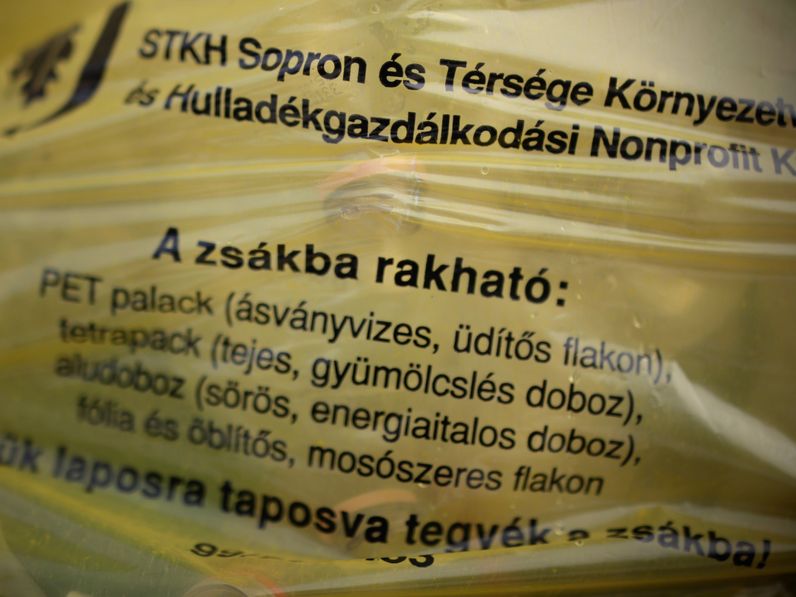 STKH Sopron és Térsége Környezetv
és Hulladékgazdálkodási Nonprofit K
A zsákba rakható:
PET palack (ásványvizes, üdítős flakon),
tetrapack (tejes, gyümölcslés doboz),
aludoboz (sörös, energiaitalos doboz),
fólia és öblítős, mosószeres flakon
ük laposra taposva tegyék a zsákba!